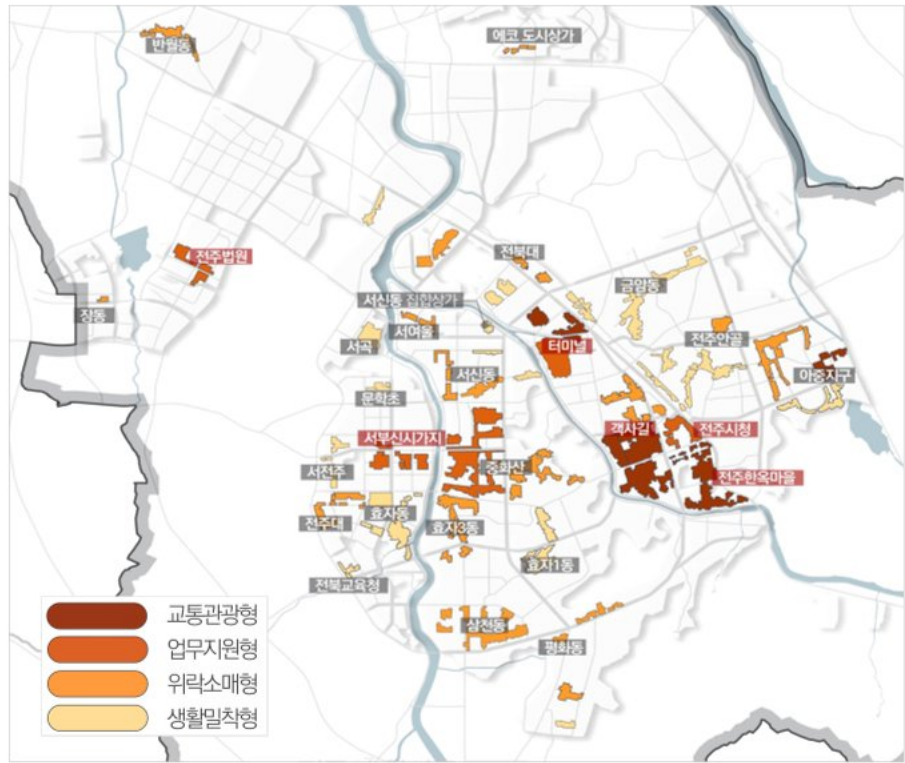 반월동
에코 도시상가
전주법원
장동
전북대
금암동
서신동 집합상가
서여울
서곡
터미널
전주안골
아중지구
서신동
문학초
서부신시가지
객사길
전주시청
중화산
전주한옥마을
서전주
전주대
효자동
효자3동
효자1동
전북교육청
삼천동
평화동
교통관광형
업무지원형
위락소매형
생활밀착형